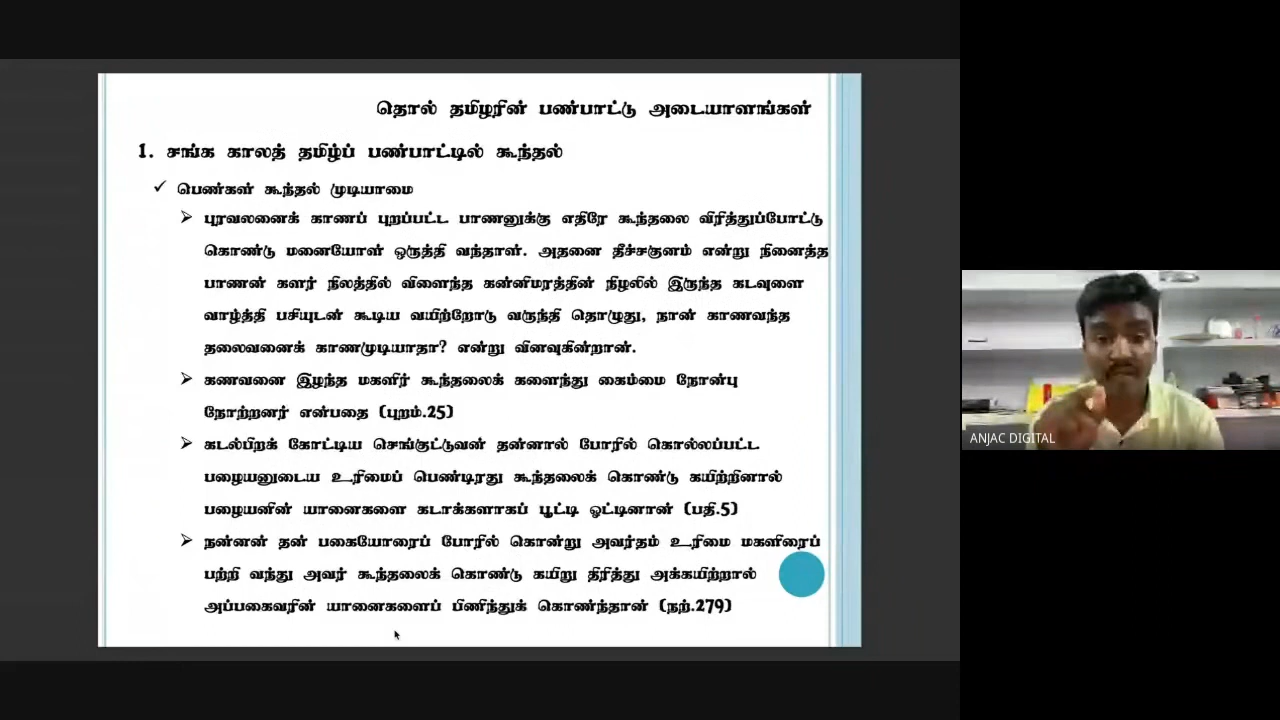 தொல் தமிழரின் பண்பாட்டு அடையாளங்கள்
1. சங்க காலத் தமிழ்ப் பண்பாட்டில் கூந்தல்
✓ பெண்கள் கூந்தல் முடியாமை
➢ புரவலனைக் காணப் புறப்பட்ட பாணனுக்கு எதிரே கூந்தலை விரித்துப்போட்டு
கொண்டு மனையோள் ஒருத்தி வந்தாள். அதனை தீச்சகுனம் என்று நினைத்த
பாணன் களர் நிலத்தில் விளைந்த கன்னிமரத்தின் நிழலில் இருந்த கடவுளை
வாழ்த்தி பசியுடன் கூடிய வயிற்றோடு வருந்தி தொழுது, நான் காணவந்த
தலைவனைக் காணமுடியாதா? என்று வினவுகின்றான்.
➢ கணவனை இழந்த மகளிர் கூந்தலைக் களைந்து கைம்மை நோன்பு
நோற்றனர் என்பதை (புறம்.25)
➢ கடல்பிறக் கோட்டிய செங்குட்டுவன் தன்னால் போரில் கொல்லப்பட்ட
பழையனுடைய உரிமைப் பெண்டிரது கூந்தலைக் கொண்டு கயிற்றினால்
பழையனின் யானைகளை கடாக்களாகப் பூட்டி ஓட்டினான் (பதி.5)
➢ நன்னன் தன் பகையோரைப் போரில் கொன்று அவர்தம் உரிமை மகளிரைப்
பற்றி வந்து அவர் கூந்தலைக் கொண்டு கயிறு திரித்து அக்கயிற்றால்
அப்பகைவரின் யானைகளைப் பிணிந்துக் கொண்ந்தான் (நற்.279)
ANJAC DIGITAL